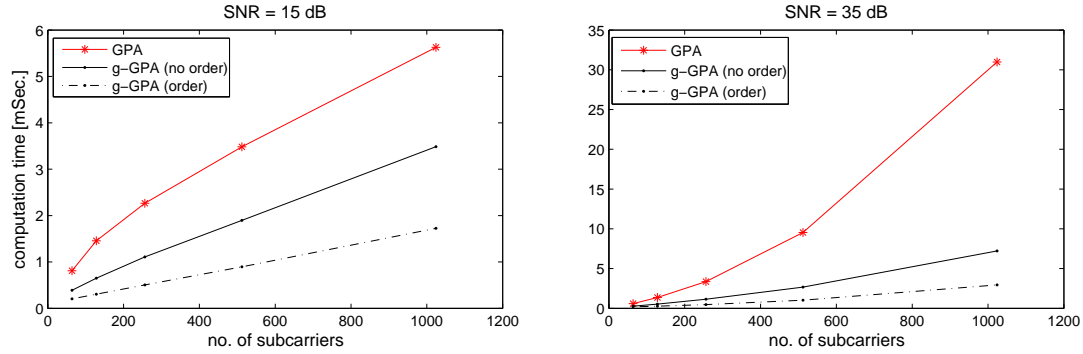 SNR = 15 dB
computation time [mSec.]
6
5
4
3
2
1
0
GPA
g−GPA (no order)
g−GPA (order)
0
200
400
600
800
1000
1200
no. of subcarriers
SNR = 35 dB
35
30
25
20
15
10
5
0
GPA
g−GPA (no order)
g−GPA (order)
0
200
400
600
800
1000
1200
no. of subcarriers